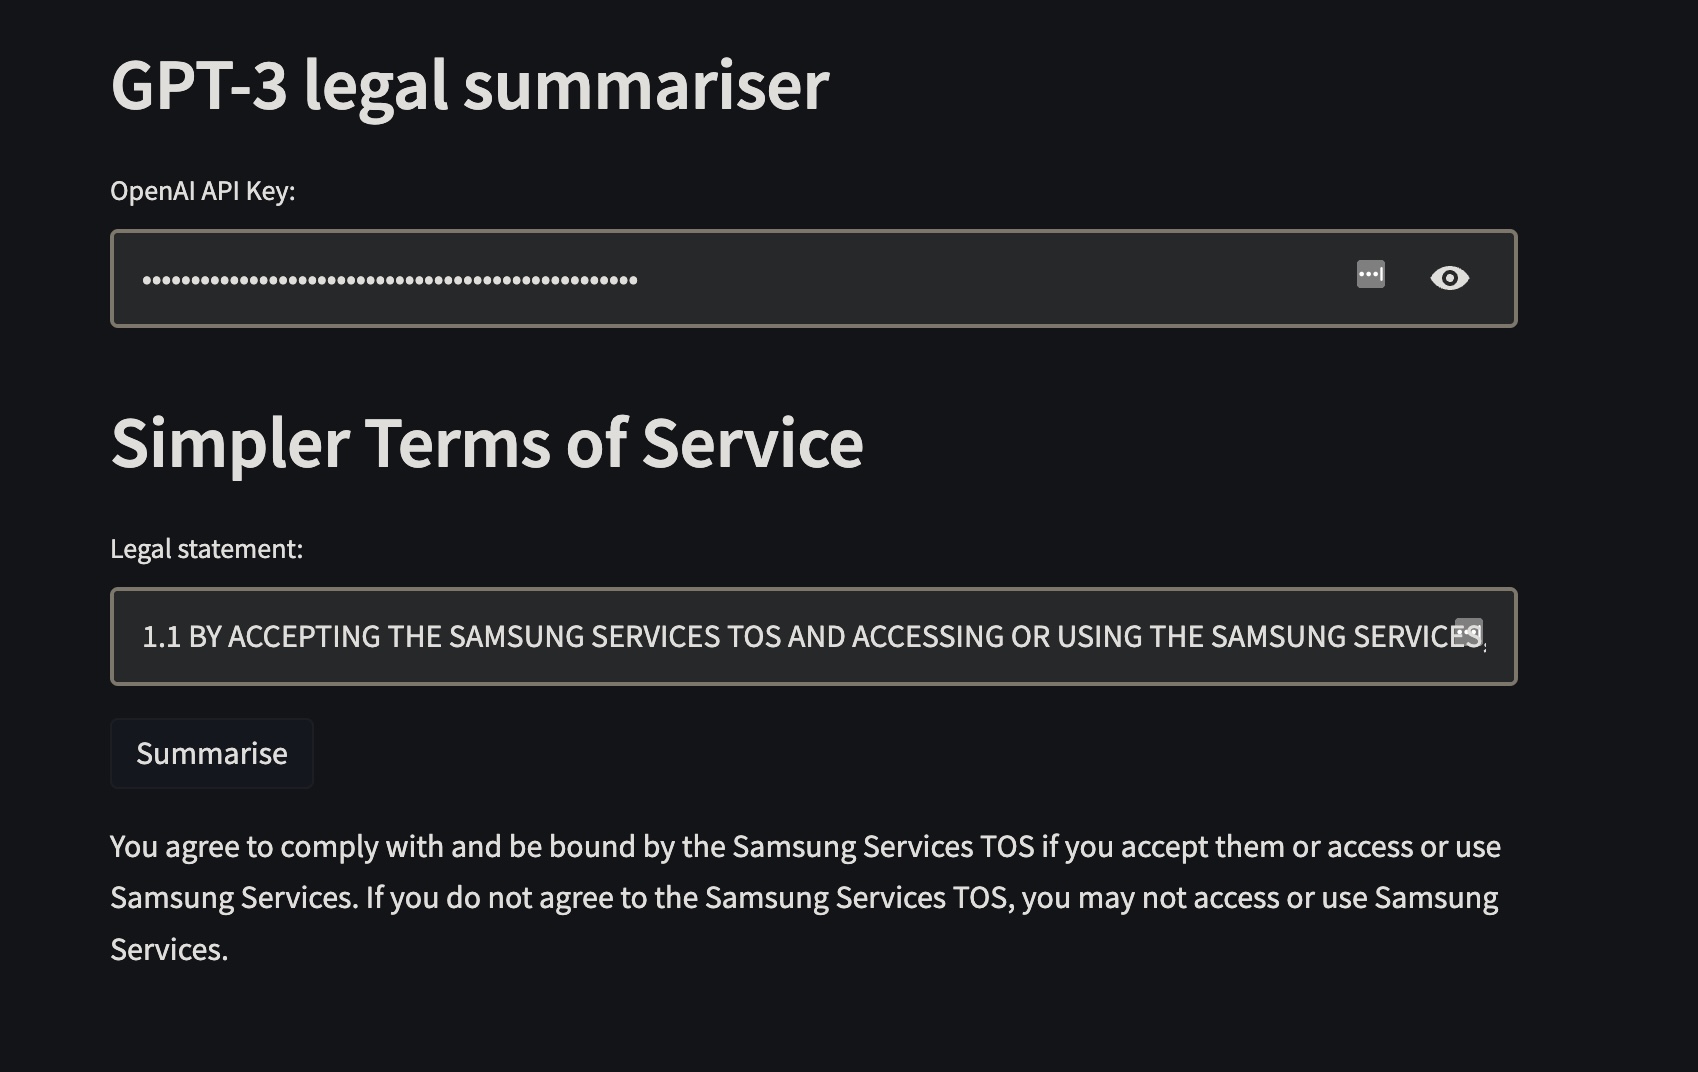 GPT-3 legal summariser
OpenAI API Key:
••••••••••••••••••••••••••••••••••••••••••••••••••• 
Simpler Terms of Service
Legal statement:
1.1 BY ACCEPTING THE SAMSUNG SERVICES TOS AND ACCESSING OR USING THE SAMSUNG SERVICES,
Summarise
You agree to comply with and be bound by the Samsung Services TOS if you accept them or access or use
Samsung Services. If you do not agree to the Samsung Services TOS, you may not access or use Samsung
Services.